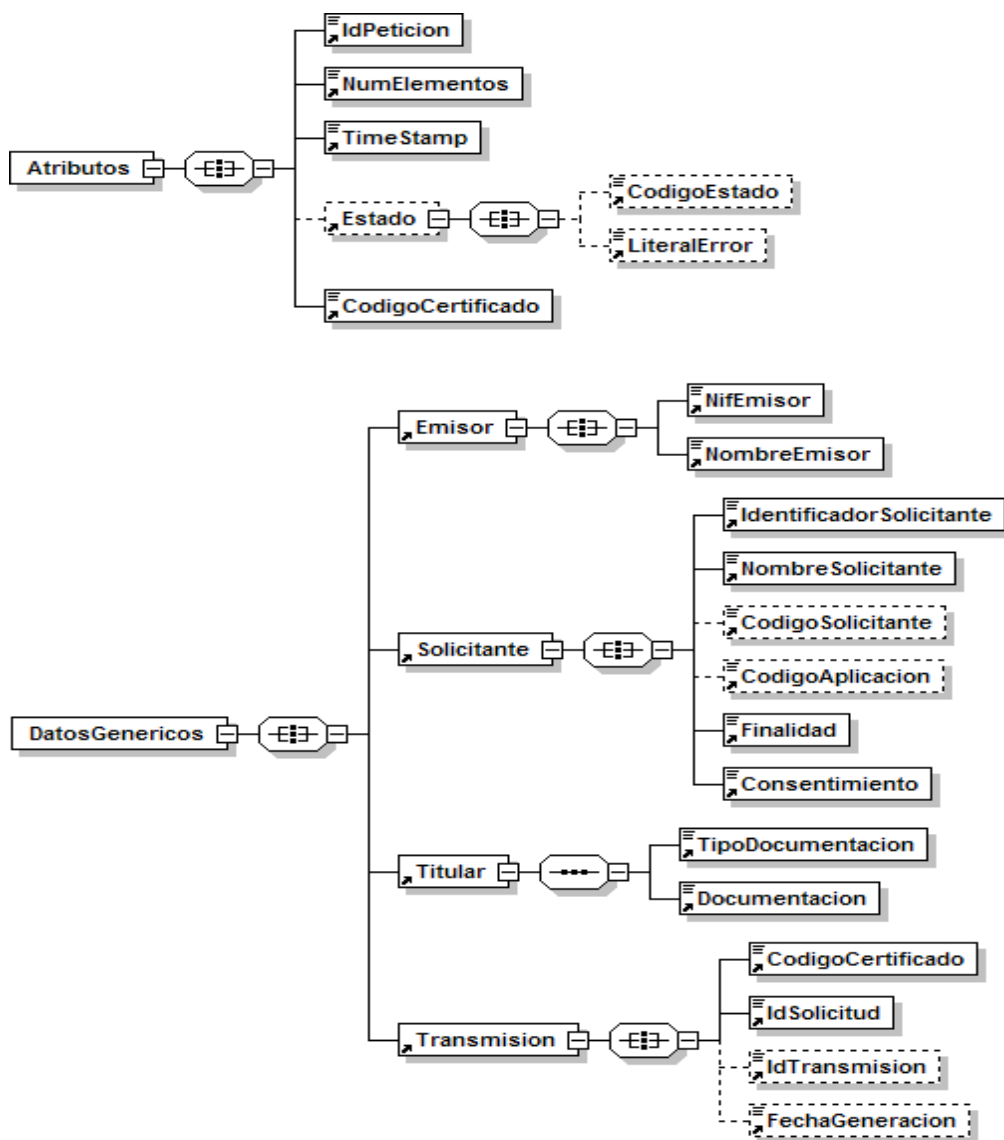 IdPeticion
NumElementos
TimeStamp
Atributos
Estado
CodigoEstado
LiteralError
CodigoCertificado
Emisor
NifEmisor
NombreEmisor
IdentificadorSolicitante
NombreSolicitante
CodigoSolicitante
Solicitante
CodigoAplicacion
DatosGenericos
Finalidad
Consentimiento
TipoDocumentacion
Titular
Documentacion
CodigoCertificado
IdSolicitud
Transmision
IdTransmision
FechaGeneracion